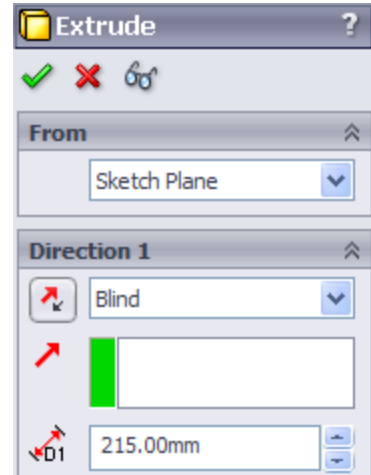 Extrude ?
From
Sketch Plane
Direction 1
Blind
D1 215.00mm